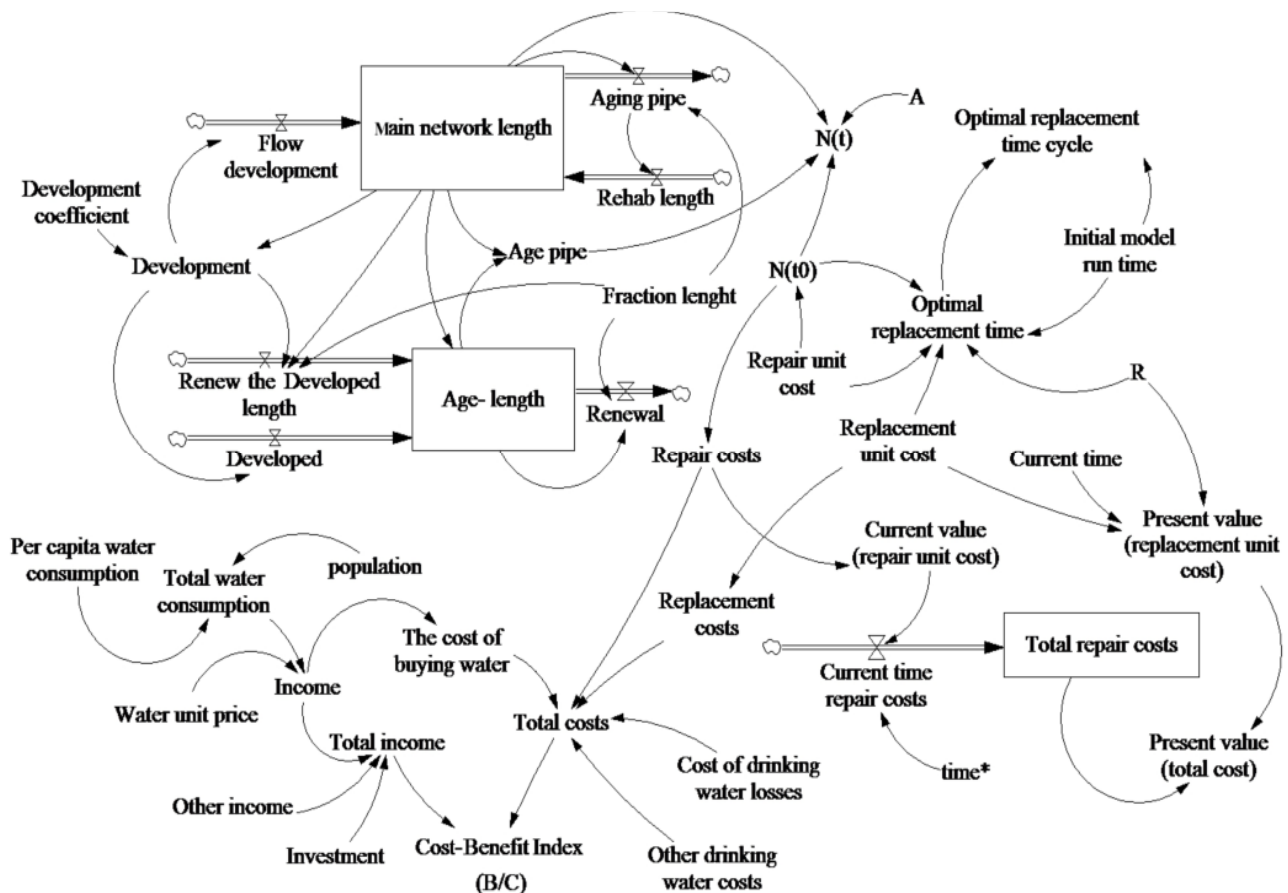 Main network length
Aging pipe
A
N(t)
Optimal replacement
time cycle
Flow
development
Rehab length
Development
coefficient
Development
Age pipe
Initial model
run time
N(t0)
Fraction lenght
Optimal
replacement time
Repair unit
cost
R
Renew the Developed
length
Age- length
Renewal
Developed
Repair costs
Replacement
unit cost
Current time
Present value
(replacement unit
cost)
Per capita water
consumption
population
Total water
consumption
Current value
(repair unit cost)
Replacement
costs
The cost of
buying water
Total repair costs
Income
Current time
repair costs
Water unit price
Total costs
Total income
Present value
(total cost)
Cost of drinking
water losses
time*
Other income
Investment
Cost-Benefit Index
(B/C)
Other drinking
water costs